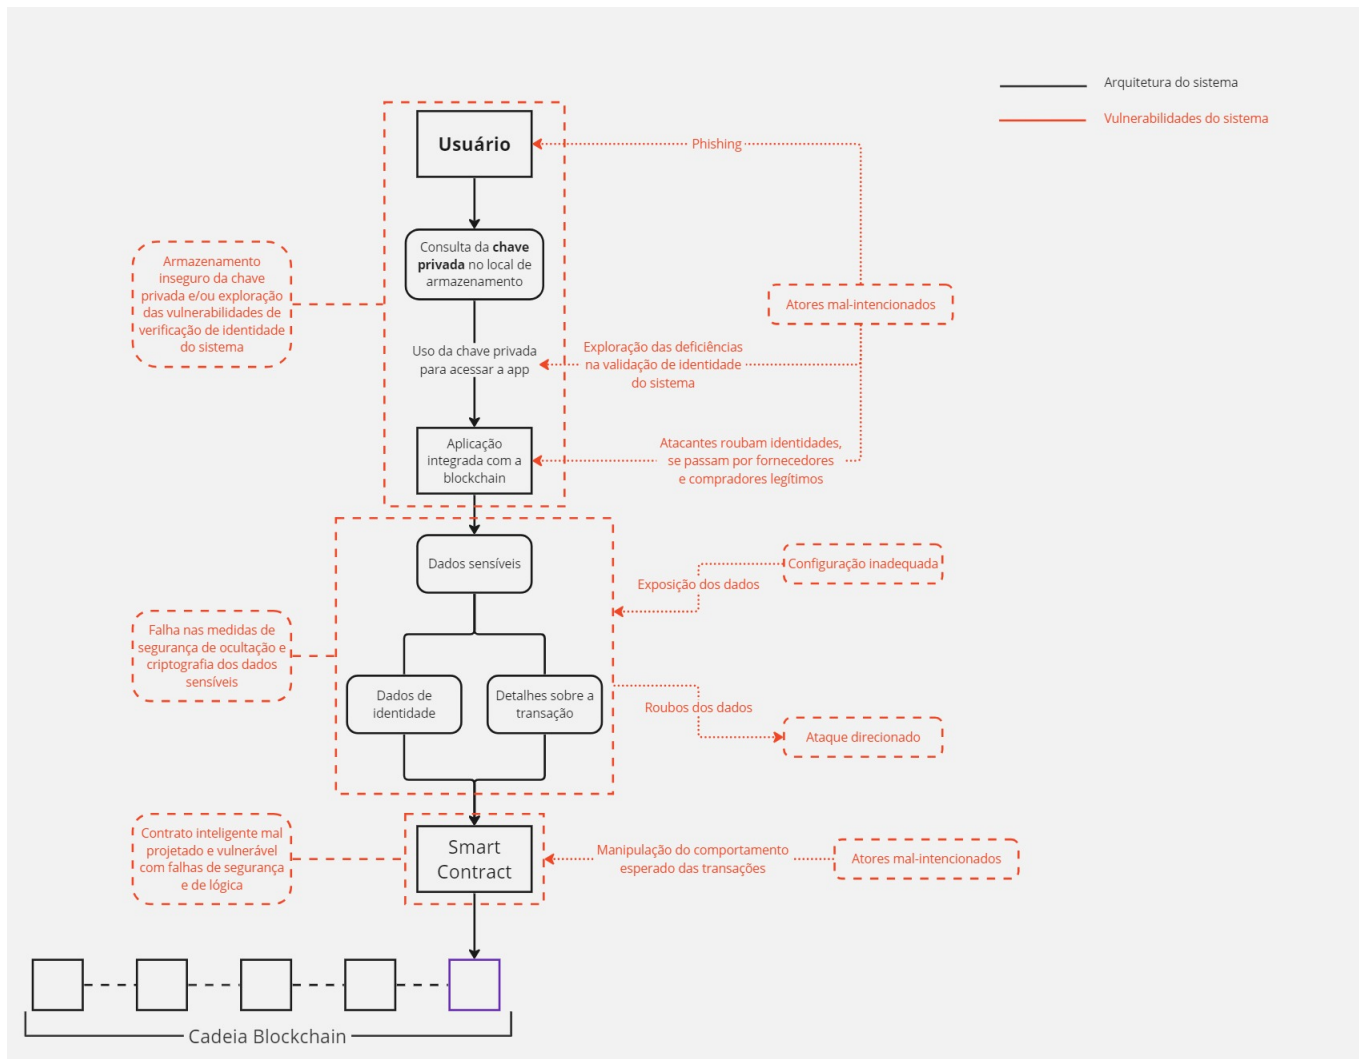 Arquitetura do sistema
Vulnerabilidades do sistema
Usuário
Phishing
Consulta da chave
privada no local de
armazenamento
Armazenamento
inseguro da chave
privada e/ou exploração
das vulnerabilidades de
verificação de identidade
do sistema
Atores mal-intencionados
Uso da chave privada
para acessar a app
Exploração das deficiências
na validação de identidade
do sistema
Aplicação
integrada com a
blockchain
Atacantes roubam identidades,
se passam por fornecedores
e compradores legítimos
Dados sensíveis
Configuração inadequada
Exposição dos dados
Falha nas medidas de
segurança de ocultação e
criptografia dos dados
sensíveis
Dados de
identidade
Detalhes sobre a
transação
Roubos dos dados
Ataque direcionado
Contrato inteligente mal
projetado e vulnerável
com falhas de segurança
e de lógica
Smart
Contract
Manipulação do comportamento
esperado das transações
Atores mal-intencionados
Cadeia Blockchain